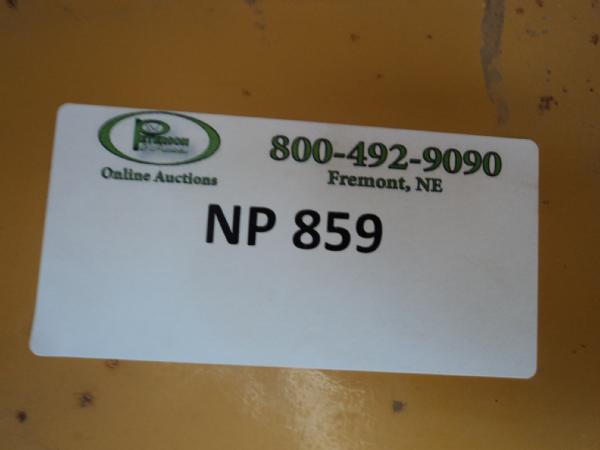 800-492-9090
Online Auctions
Fremont, NE
NP 859